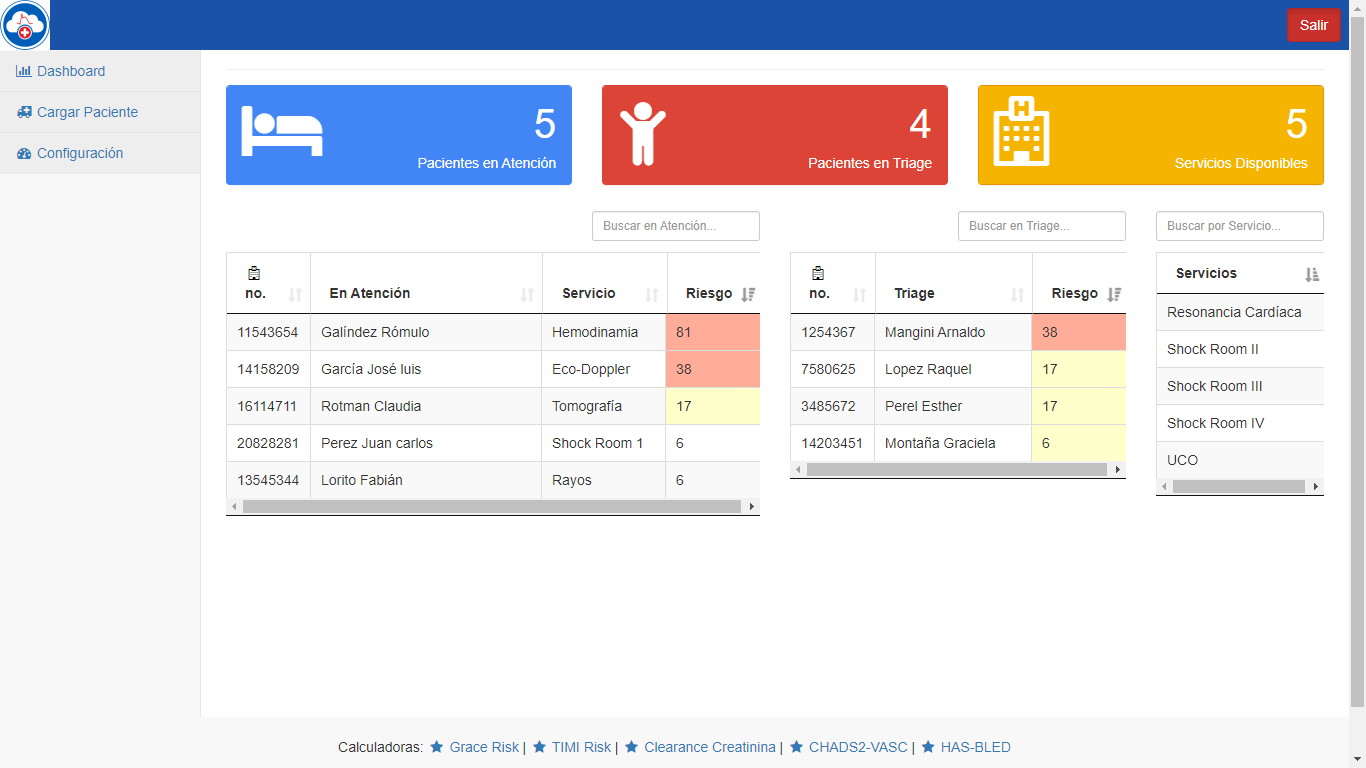 Salir
Dashboard
Cargar Paciente
Configuración
5
Pacientes en Atención
4
Pacientes en Triage
5
Servicios Disponibles
Buscar en Atención...
Buscar en Triage...
Buscar por Servicio...
no. En Atención Servicio Riesgo
11543654 Galíndez Rómulo Hemodinamia 81
14158209 García José luis Eco-Doppler 38
16114711 Rotman Claudia Tomografía 17
20828281 Perez Juan carlos Shock Room 1 6
13545344 Lorito Fabián Rayos 6
no. Triage Riesgo
1254367 Mangini Arnaldo 38
7580625 Lopez Raquel 17
3485672 Perel Esther 17
14203451 Montaña Graciela 6
Servicios
Resonancia Cardíaca
Shock Room II
Shock Room III
Shock Room IV
UCO
Calculadoras: Grace Risk | TIMI Risk | Clearance Creatinina | CHADS2-VASC | HAS-BLED